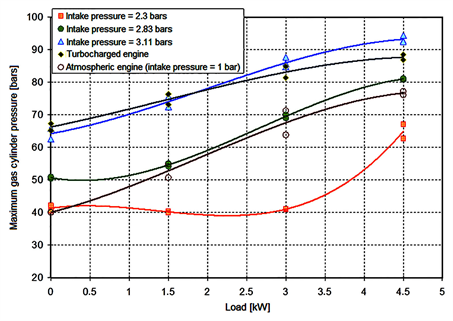 Intake pressure = 2.3 bars
Intake pressure = 2.83 bars
Intake pressure = 3.11 bars
Turbocharged engine
Atmospheric engine (intake pressure = 1 bar)
Maximum gas cylinder pressure [bars]
100
90
80
70
60
50
40
30
20
0 0.5 1 1.5 2 2.5 3 3.5 4 4.5 5
Load [kW]